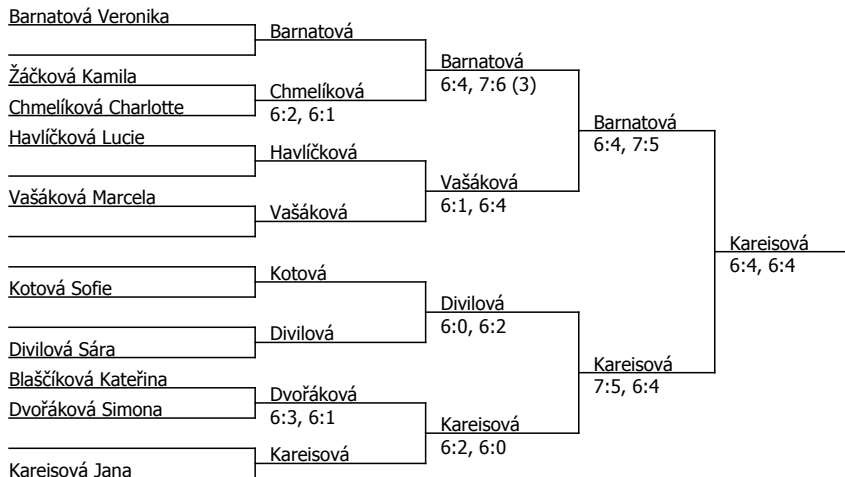 Barnatová Veronika
Žáčková Kamila
Chmelíková Charlotte
Havlíčková Lucie
Vašáková Marcela
Kotová Sofie
Divilová Sára
Blaščíková Kateřina
Dvořáková Simona
Kareisová Jana
Barnatová
Chmelíková
6:2, 6:1
Havlíčková
Vašáková
Kotová
Divilová
Dvořáková
6:3, 6:1
Kareisová
Barnatová
6:4, 7:6 (3)
Vašáková
6:1, 6:4
Divilová
6:0, 6:2
Kareisová
6:2, 6:0
Barnatová
6:4, 7:5
Kareisová
7:5, 6:4
Kareisová
6:4, 6:4